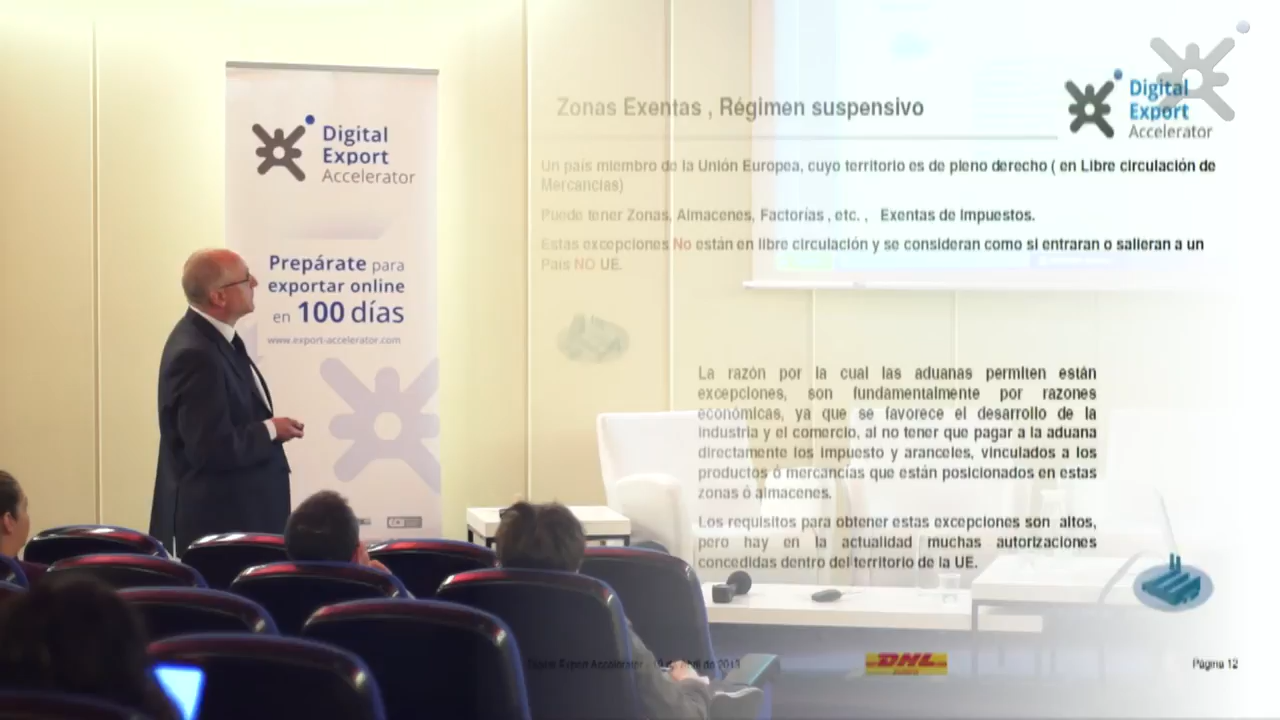 Digital
Export
Accelerator
Prepárate para
exportar online
en 100 días
www.export-accelerator.com
Zonas Exentas , Régimen suspensivo
Digital
Export
Accelerator
Un país miembro de la Unión Europea, cuyo territorio es de pleno derecho ( en Libre circulación de
Mercancías)
Puede tener Zonas, Almacenes, Factorías , etc. , Exentas de Impuestos.
Estas excepciones No están en libre circulación y se consideran como si entraran o salieran a un
País NO UE.
La razón por la cual las aduanas permiten están
excepciones, son fundamentalmente por razones
económicas, ya que se favorece el desarrollo de la
industria y el comercio, al no tener que pagar a la aduana
directamente los impuesto y aranceles, vinculados a los
productos ó mercancías que están posicionados en estas
zonas ó almacenes.
Los requisitos para obtener estas excepciones son altos,
pero hay en la actualidad muchas autorizaciones
concedidas dentro del territorio de la UE.
Digital Export Accelerator
DHL
Página 12